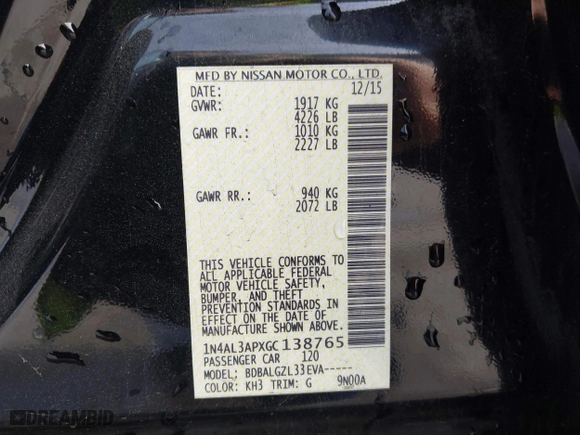 MFD BY NISSAN MOTOR CO., LTD.
DATE: 12/15
GVWR: 1917 KG
4226 LB
GAWR FR.: 1010 KG
2227 LB
GAWR RR.: 940 KG
2072 LB
THIS VEHICLE CONFORMS TO
ALL APPLICABLE FEDERAL
MOTOR VEHICLE SAFETY,
BUMPER, AND THEFT
PREVENTION STANDARDS IN
EFFECT ON THE DATE OF
MANUFACTURE SHOWN ABOVE.
1N4AL3APXGC138765
PASSENGER CAR 120
MODEL: BDBALGZL33EVA-----
COLOR: KH3 TRIM: G 9N00A
DREAMBID